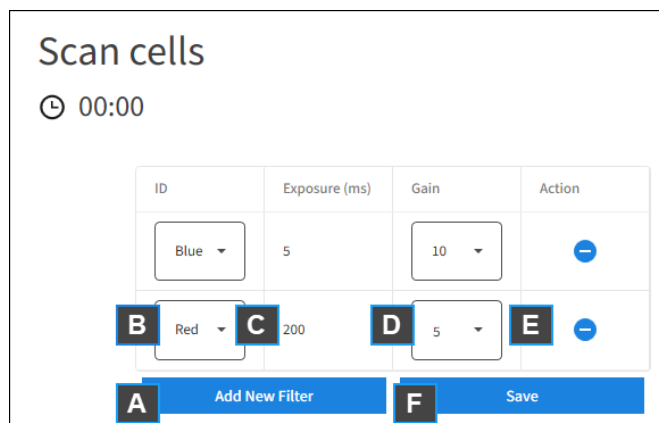 Scan cells
00:00
ID Exposure (ms) Gain Action
Blue 5 10
B Red C 200 D 5 E
A Add New Filter F Save